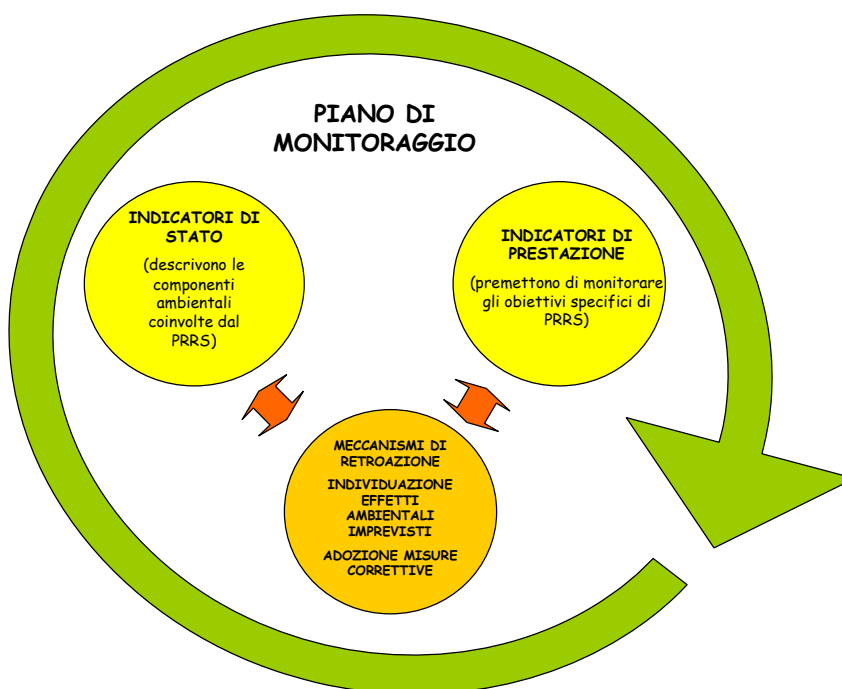 PIANO DI
MONITORAGGIO
INDICATORI DI
STATO
(descrivono le
componenti
ambientali
coinvolte dal
PRRS)
INDICATORI DI
PRESTAZIONE
(premettono di monitorare
gli obiettivi specifici di
PRRS)
MECCANISMI DI
RETROAZIONE
INDIVIDUAZIONE
EFFETTI
AMBIENTALI
IMPREVISTI
ADOZIONE MISURE
CORRETTIVE